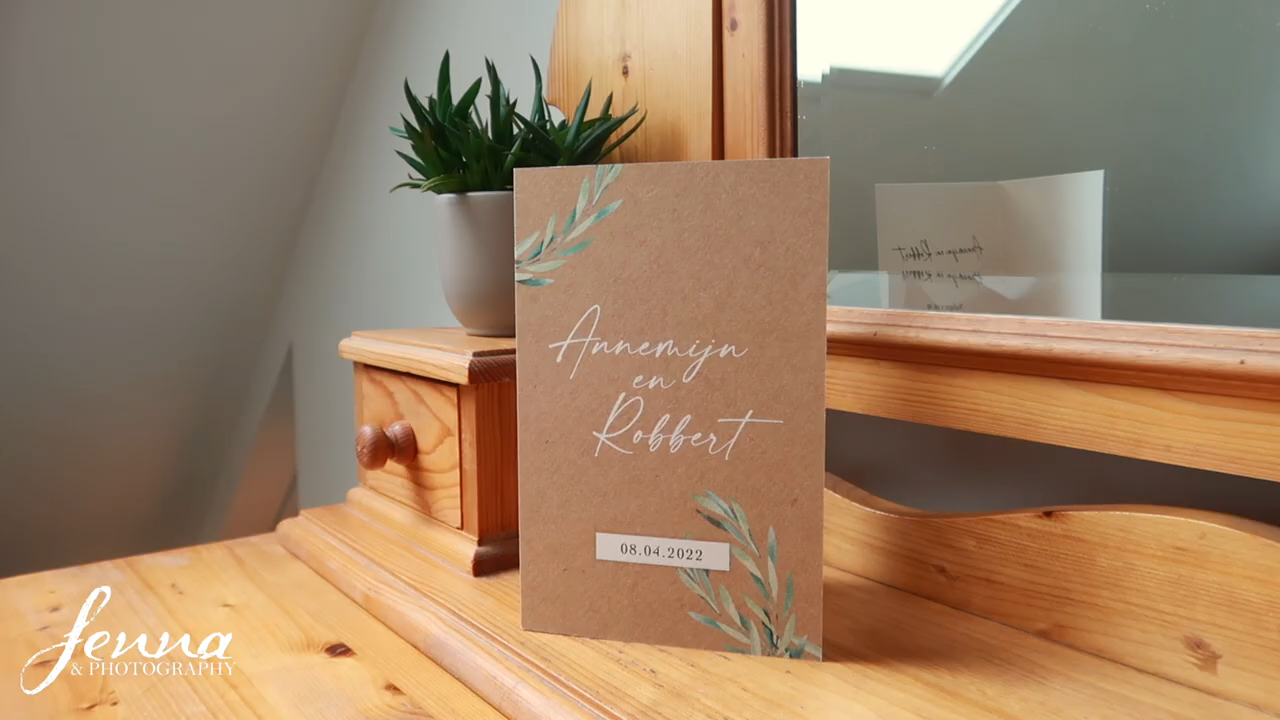 Annemijn
en
Robbert
08.04.2022
fenna
& PHOTOGRAPHY